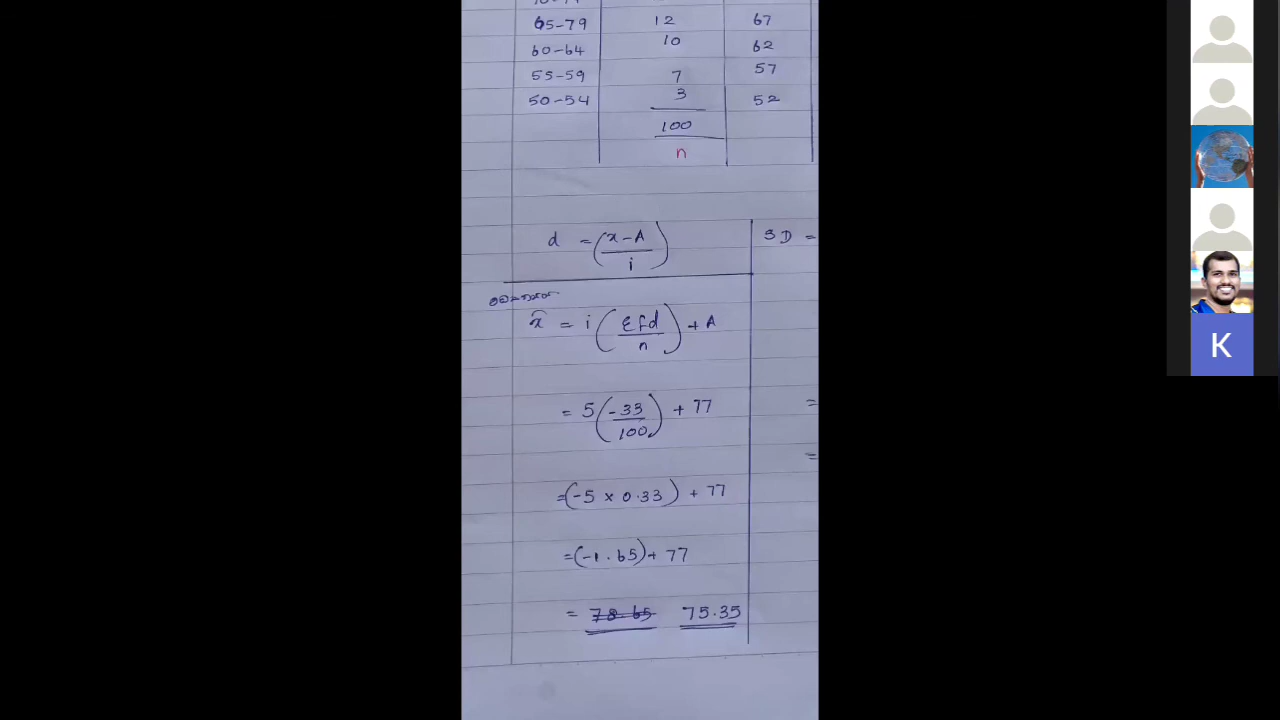 65-79 12 67
60-64 10 62
55-59 7 57
50-54 3 52
100
n
d = (x-A / i)
SD =
x̄ = i (Σfd / n) + A
= 5 (-33 / 100) + 77
= (-5 × 0.33) + 77
= (-1.65) + 77
= 78.65 75.35
K